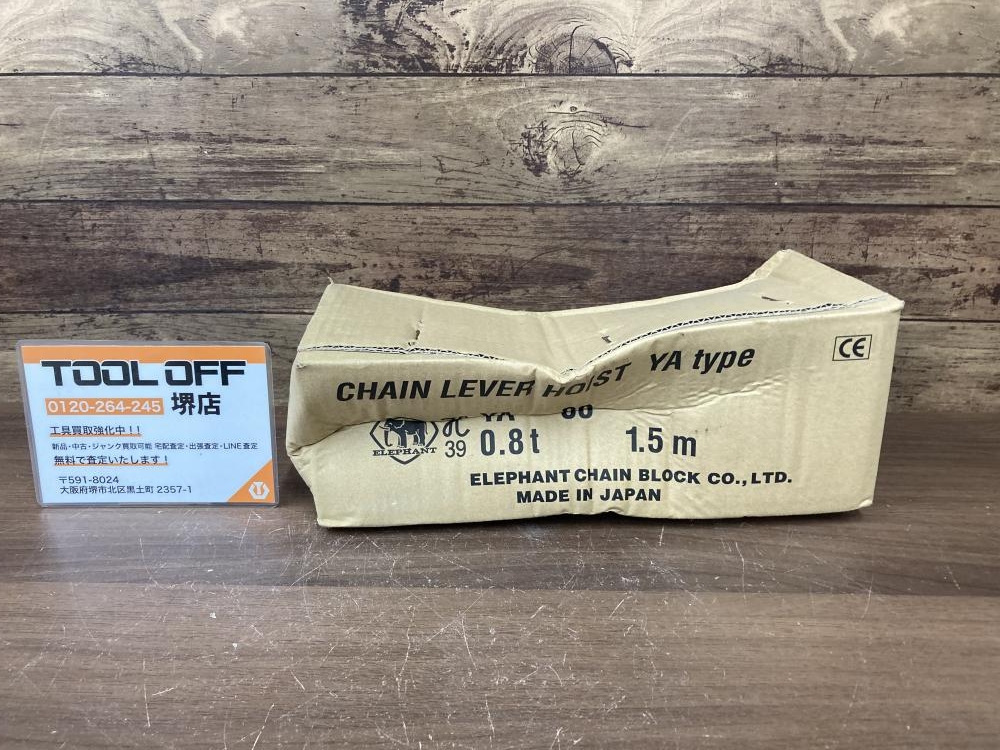 TOOL OFF
0120-264-245 堺店
工具買取強化中!!
新品・中古・ジャンク買取可能 宅配査定・出張査定・LINE査定
無料で査定いたします!
〒591-8024
大阪府堺市北区黒土町 2357-1
CHAIN LEVER HOIST YA type
CE
YA
ELEPHANT
39 0.8t 1.5m
ELEPHANT CHAIN BLOCK CO., LTD.
MADE IN JAPAN